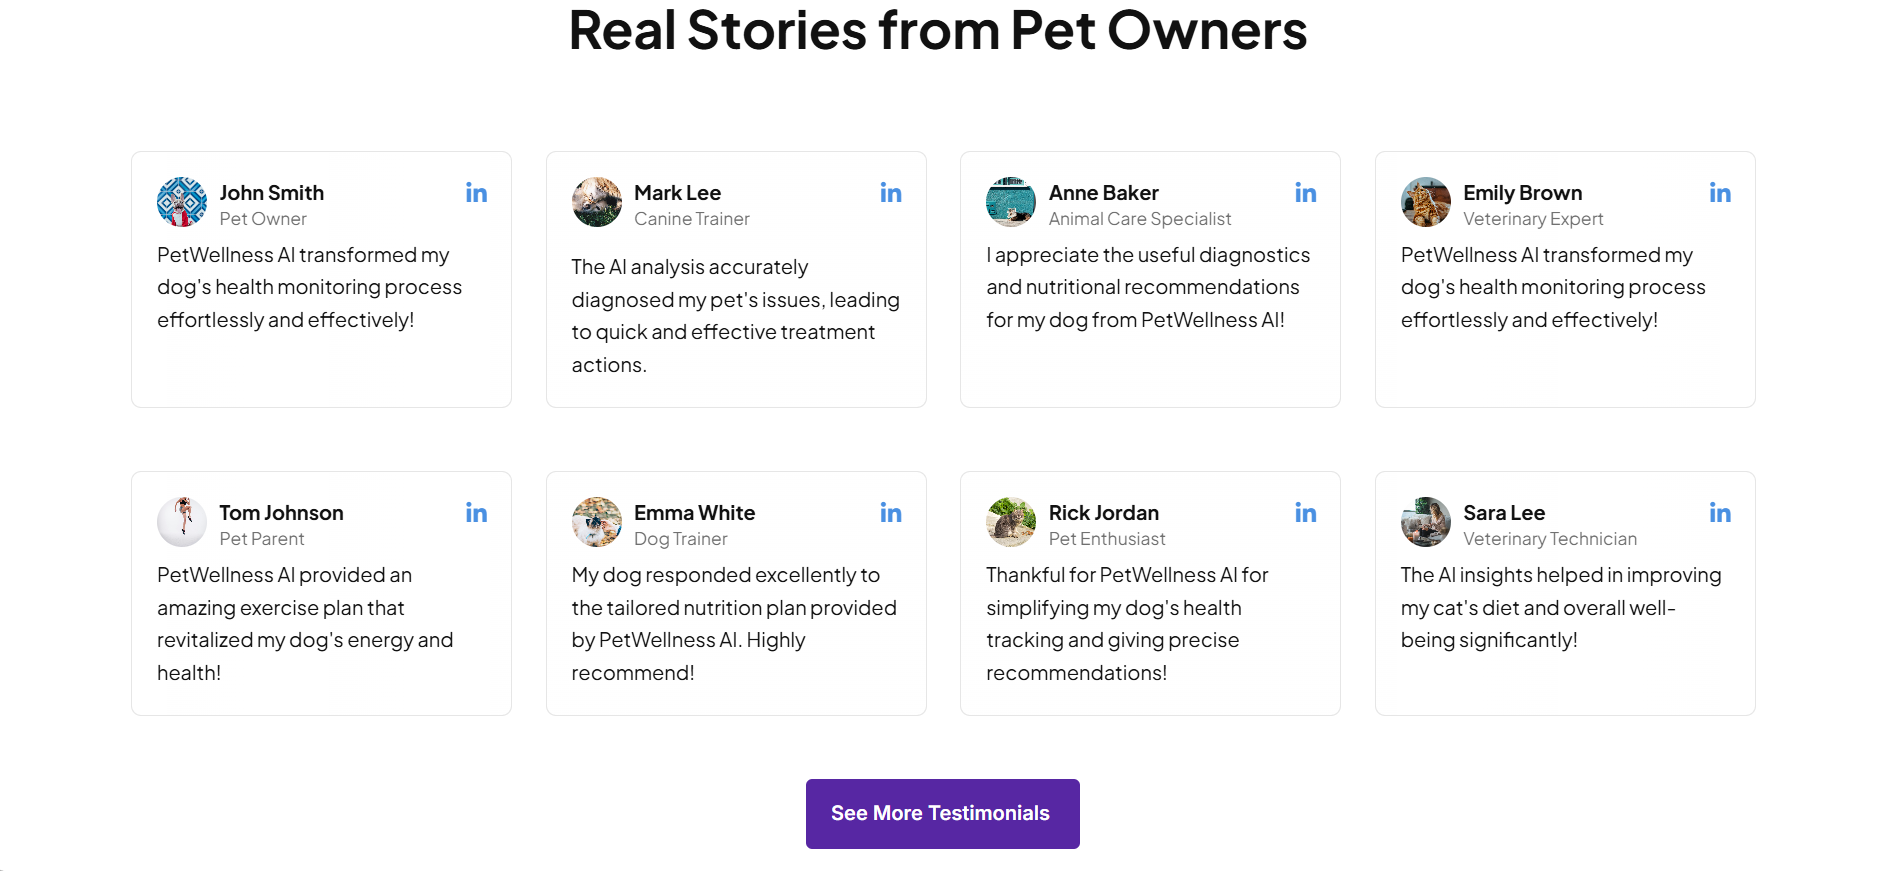 Real Stories from Pet Owners
John Smith
in
Pet Owner
PetWellness AI transformed my
dog's health monitoring process
effortlessly and effectively!
Mark Lee
in
Canine Trainer
The AI analysis accurately
diagnosed my pet's issues, leading
to quick and effective treatment
actions.
Anne Baker
in
Animal Care Specialist
I appreciate the useful diagnostics
and nutritional recommendations
for my dog from PetWellness AI!
Emily Brown
in
Veterinary Expert
PetWellness AI transformed my
dog's health monitoring process
effortlessly and effectively!
Tom Johnson
in
Pet Parent
PetWellness AI provided an
amazing exercise plan that
revitalized my dog's energy and
health!
Emma White
in
Dog Trainer
My dog responded excellently to
the tailored nutrition plan provided
by PetWellness AI. Highly
recommend!
Rick Jordan
in
Pet Enthusiast
Thankful for PetWellness AI for
simplifying my dog's health
tracking and giving precise
recommendations!
Sara Lee
in
Veterinary Technician
The AI insights helped in improving
my cat's diet and overall well-
being significantly!
See More Testimonials